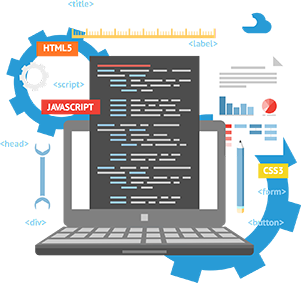 <title>
HTML5
<label>
<script>
JAVASCRIPT
<head>
CSS3
<form>
<div>
<button>